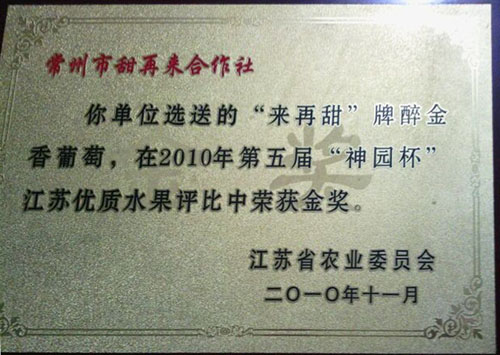 常州市甜再来合作社
你单位选送的“来再甜”牌醉金
香葡萄，在2010年第五届“神园杯”
江苏优质水果评比中荣获金奖。
奖
江苏省农业委员会
二〇一〇年十一月